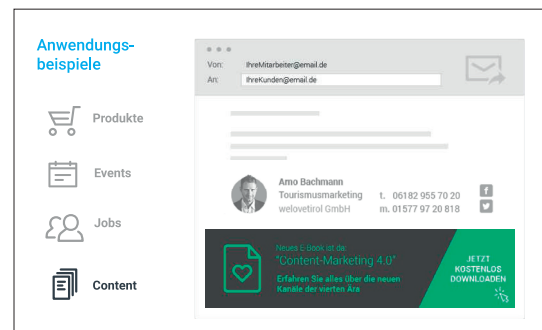 Anwendungs-
beispiele
Produkte
Events
Jobs
Content
Von: IhreMitarbeiter@email.de
An: IhreKunden@email.de
Arno Bachmann
Tourismusmarketing t. 06182 955 70 20
welovetirol GmbH m. 01577 97 20 818
Neues E-book ist da:
"Content-Marketing 4.0"
Erfahren Sie alles über die neuen
Kanäle der vierten Ära
JETZT
KOSTENLOS
DOWNLOADEN